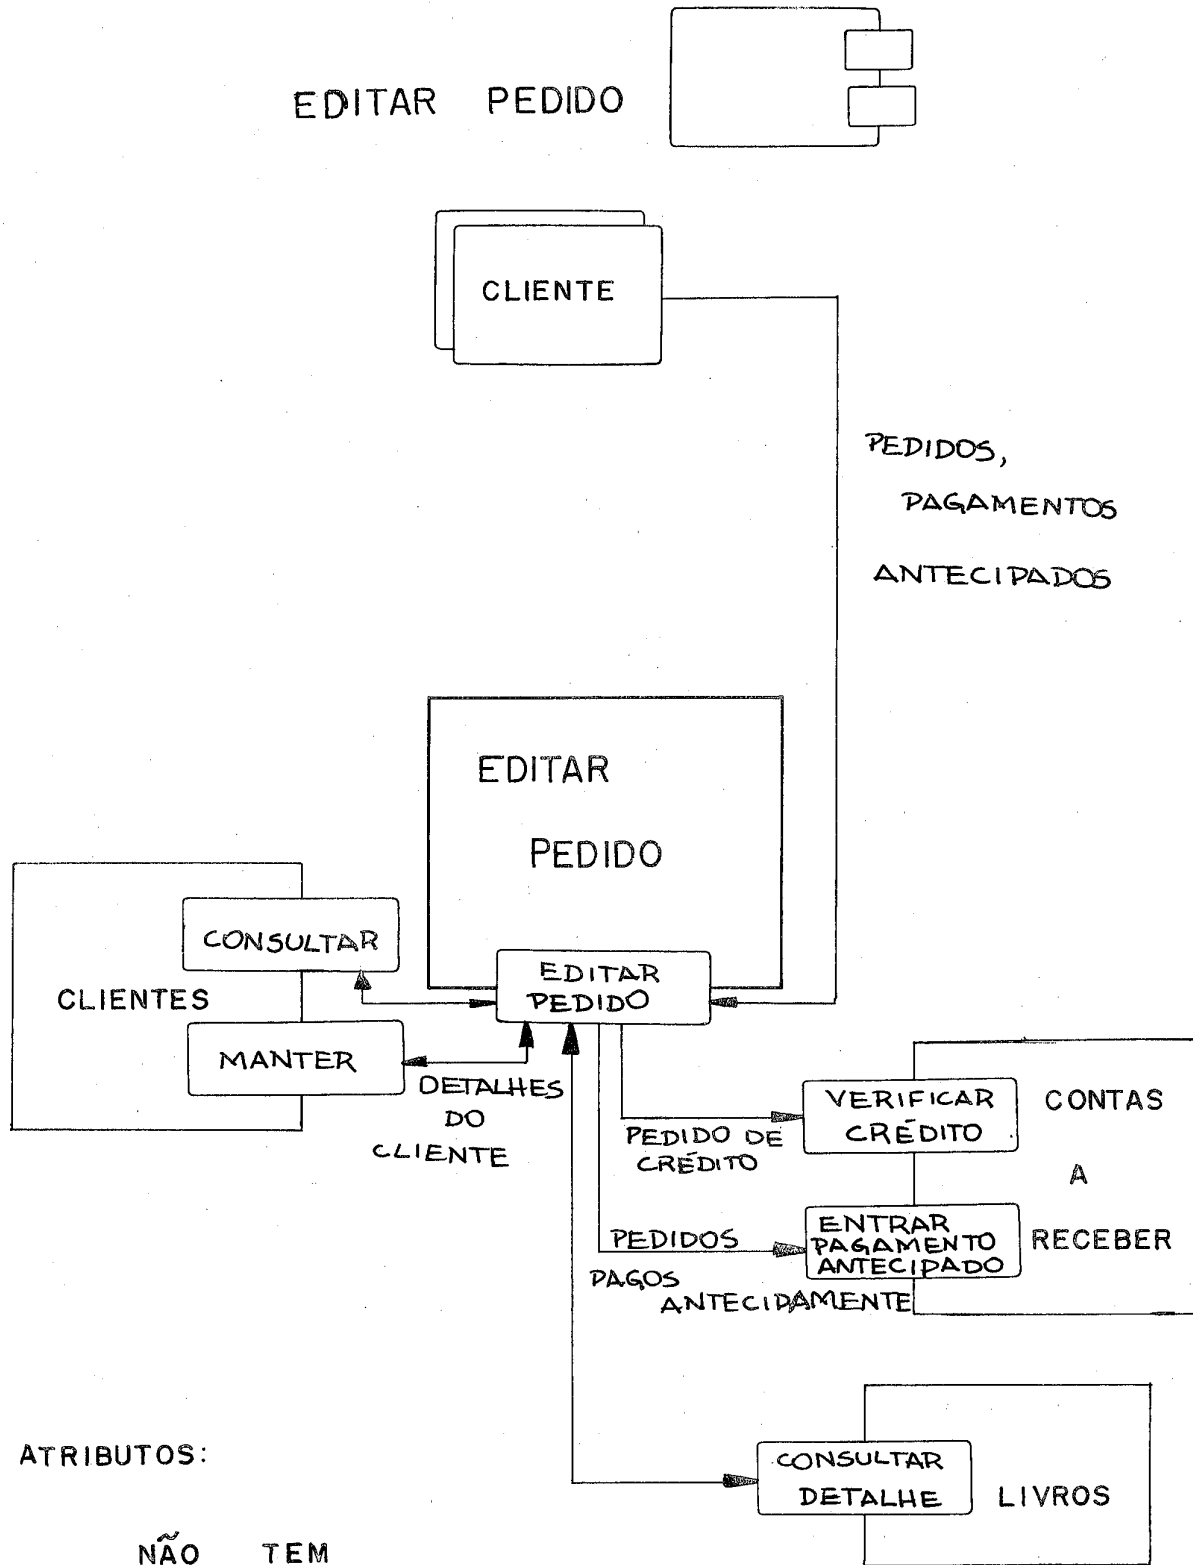 EDITAR PEDIDO
CLIENTE
PEDIDOS,
PAGAMENTOS
ANTECIPADOS
EDITAR
PEDIDO
EDITAR
PEDIDO
CONSULTAR
CLIENTES
MANTER
DETALHES
DO
CLIENTE
VERIFICAR
CRÉDITO
CONTAS
A
RECEBER
PEDIDO DE
CRÉDITO
ENTRAR
PAGAMENTO
ANTECIPADO
PEDIDOS
PAGOS
ANTECIPAMENTE
CONSULTAR
DETALHE
LIVROS
ATRIBUTOS:
NÃO TEM